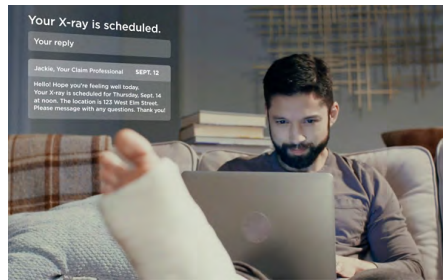 Your X-ray is scheduled.
Your reply
Jackie, Your Claim Professional SEPT. 12
Hello! Hope you're feeling well today.
Your X-ray is scheduled for Thursday, Sept. 14
at noon. The location is 123 West Elm Street.
Please message with any questions. Thank you!